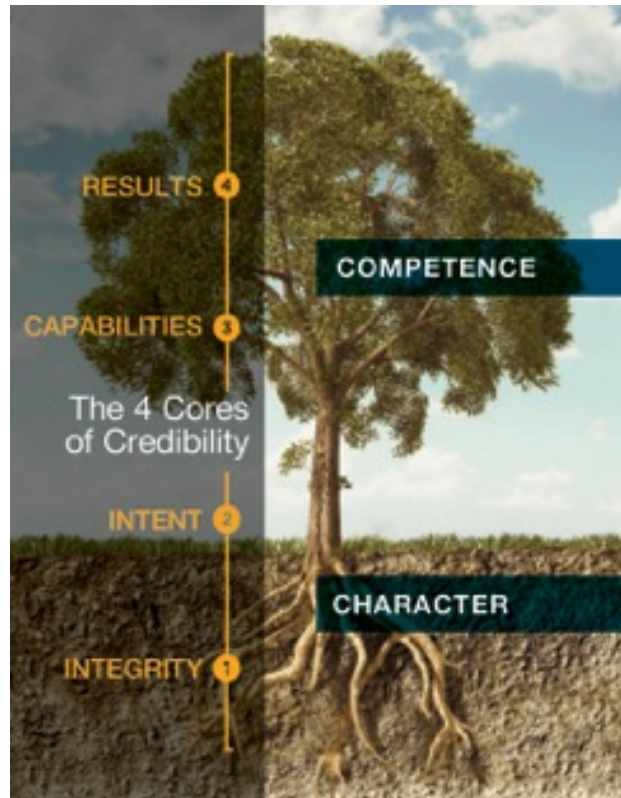 RESULTS 4
COMPETENCE
CAPABILITIES 3
The 4 Cores
of Credibility
INTENT 2
CHARACTER
INTEGRITY 1